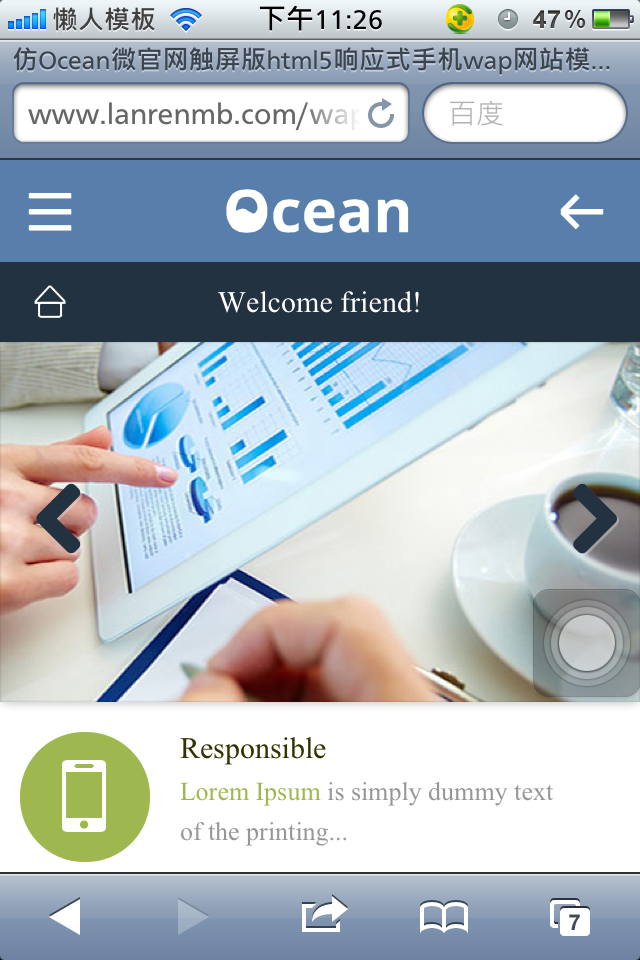 懒人模板 下午11:26 47%
仿Ocean微官网触屏版html5响应式手机wap网站模...
www.lanrenmb.com/wap 百度
Ocean
Welcome friend!
Responsible
Lorem Ipsum is simply dummy text
of the printing...
7